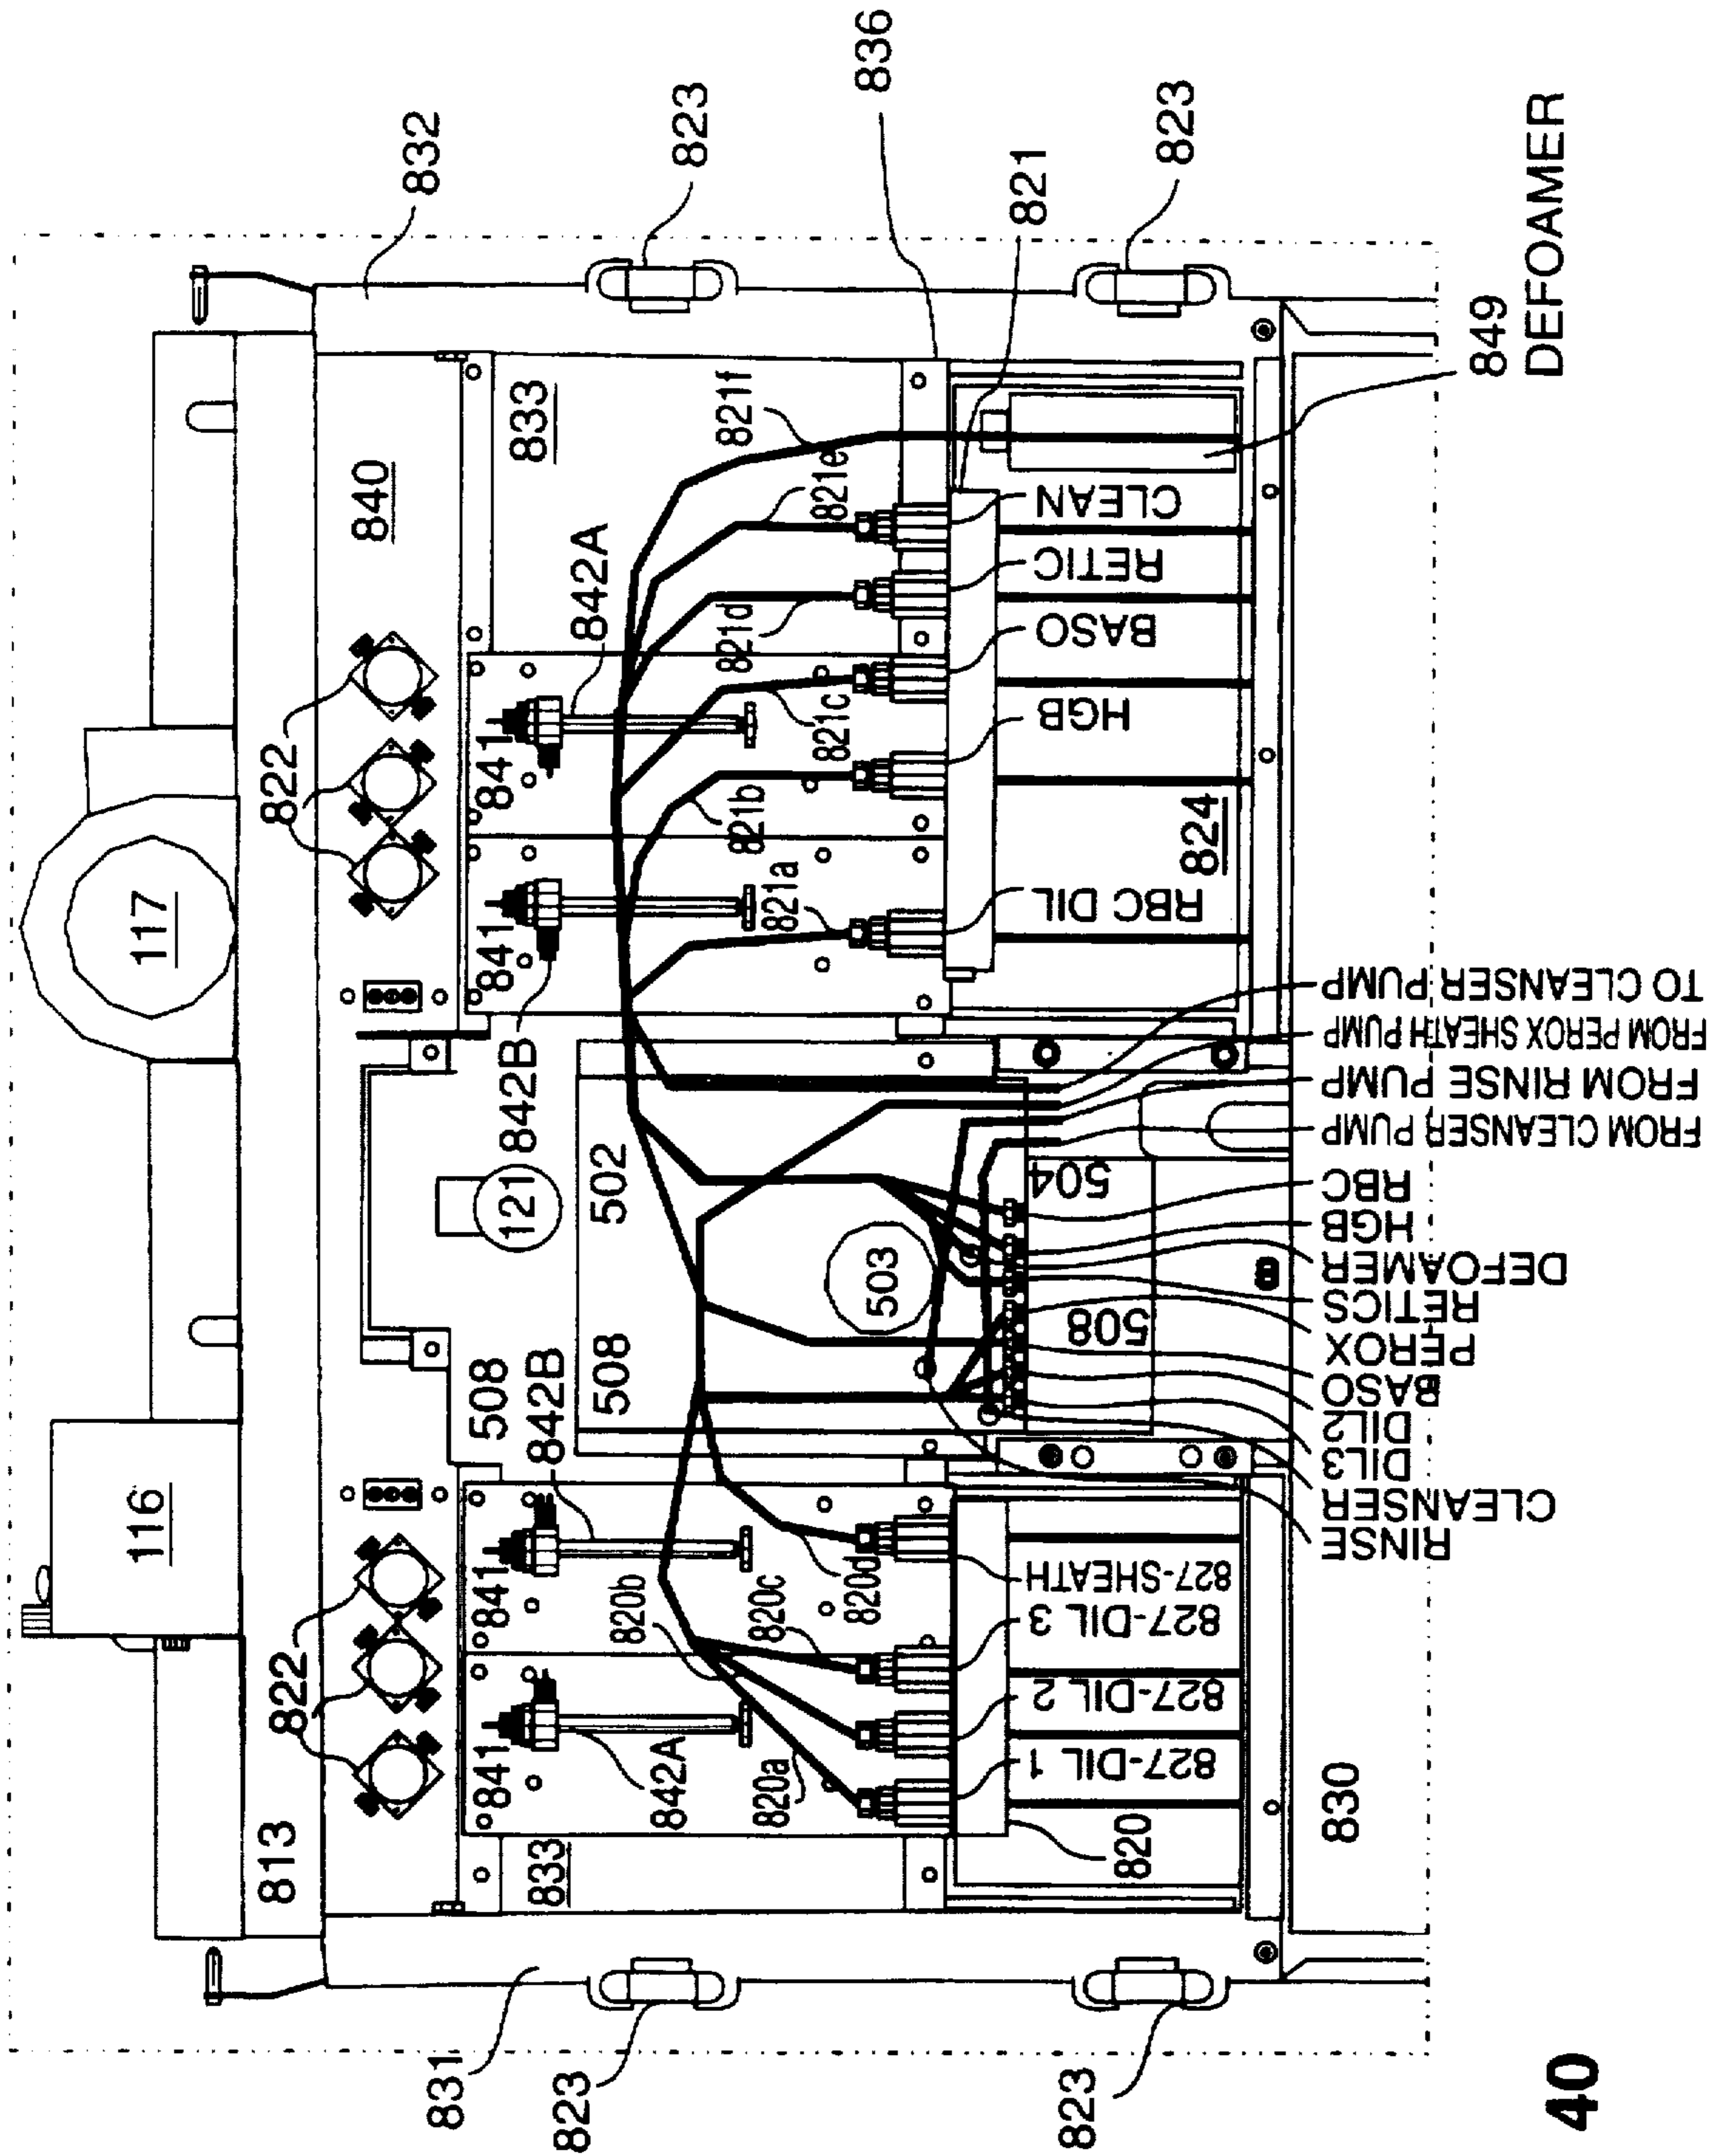 116
117
813
822
822
840
832
831
823
823
823
823
836
821
849
DEFOAMER
833
833
841
841
841
841
842A
842B
842B
842A
508
121
508
502
503
508
504
820a
820b
820c
820d
821a
821b
821c
821d
821e
821f
820
824
830
827-DIL 1
827-DIL 2
827-DIL 3
827-SHEATH
RBC DIL
HGB
BASO
RETIC
CLEAN
RINSE
CLEANSER
DIL3
DIL2
BASO
PEROX
RETICS
DEFOAMER
HGB
RBC
FROM CLEANSER PUMP
FROM RINSE PUMP
FROM PEROX SHEATH PUMP
TO CLEANSER PUMP
40